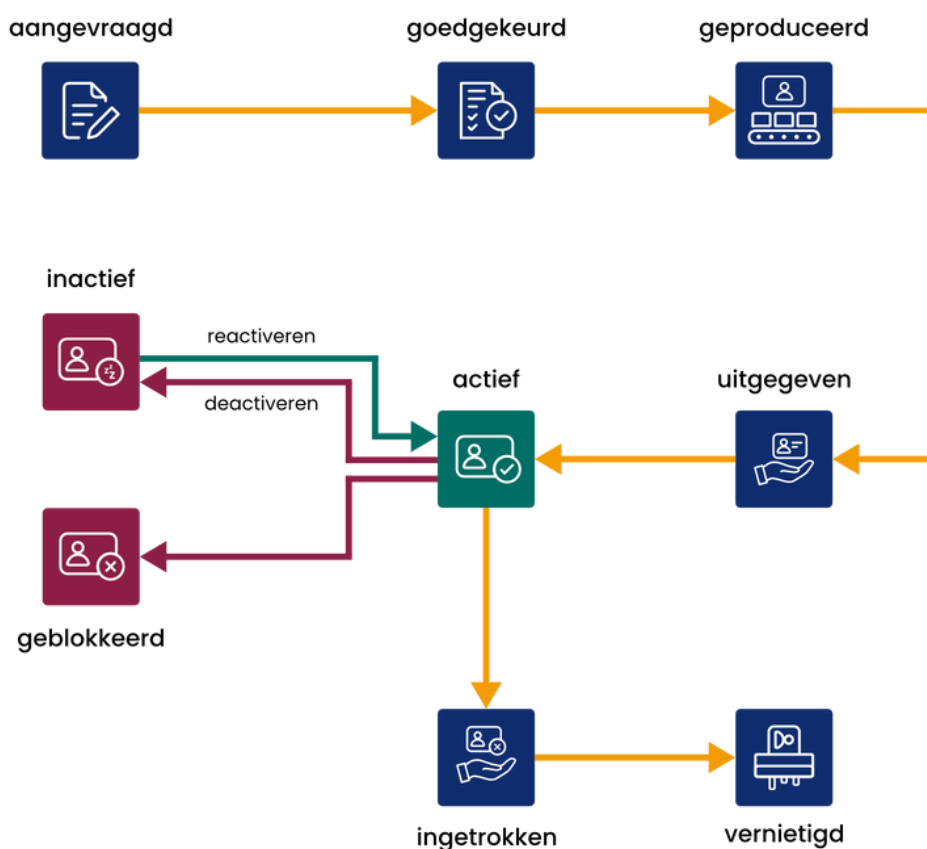 aangevraagd
goedgekeurd
geproduceerd
inactief
reactiveren
deactiveren
actief
uitgegeven
geblokkeerd
ingetrokken
vernietigd